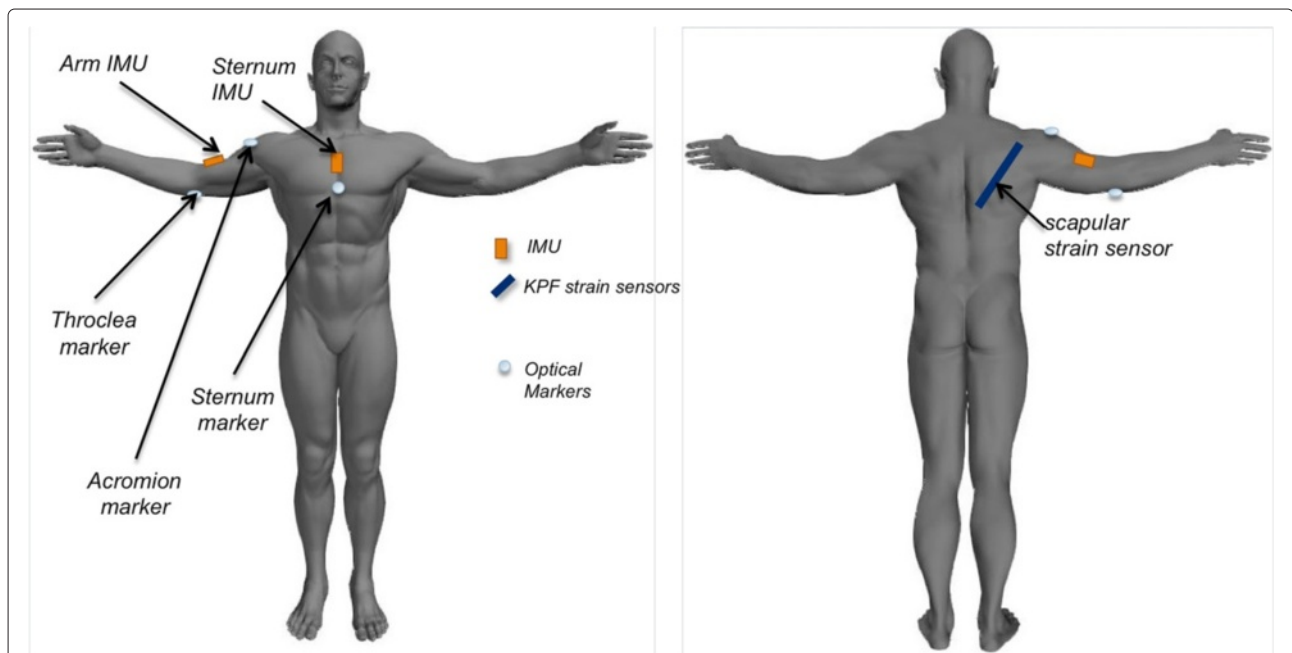 Arm IMU
Sternum
IMU
Throclea
marker
Sternum
marker
Acromion
marker
IMU
KPF strain sensors
Optical
Markers
scapular
strain sensor